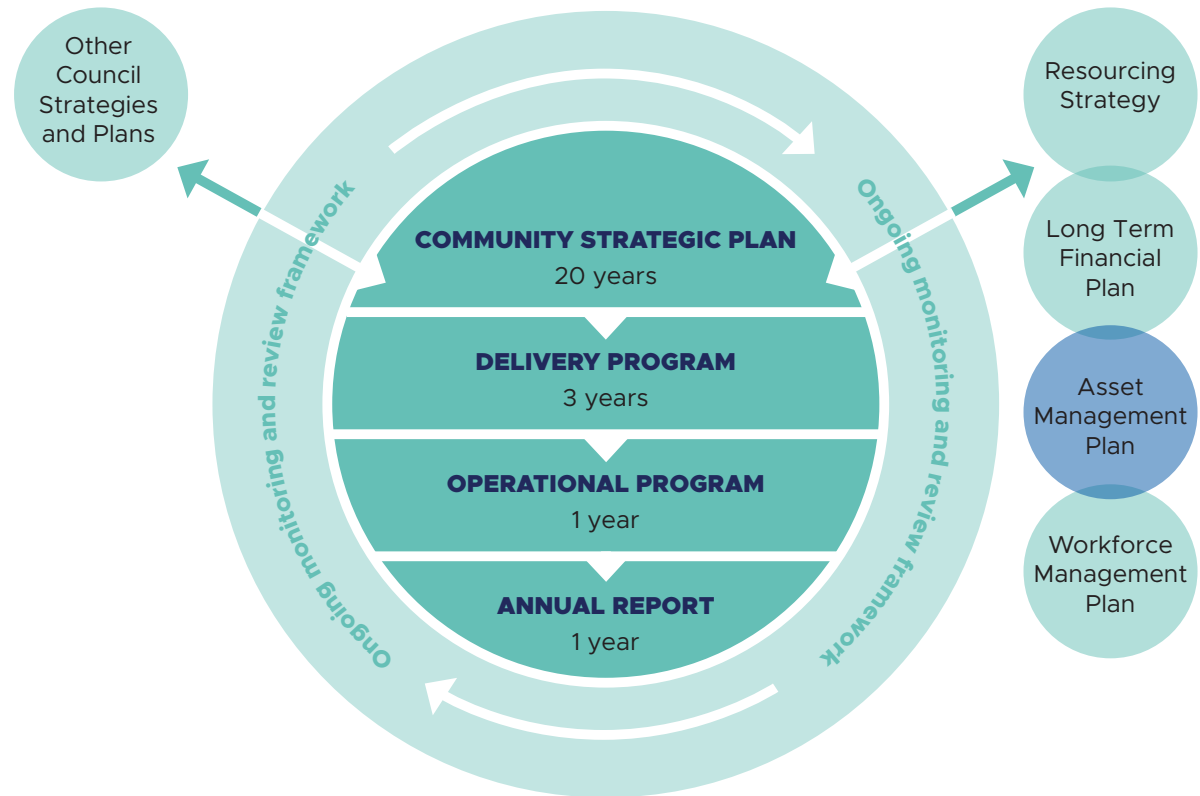 Other
Council
Strategies
and Plans
Ongoing monitoring and review framework
COMMUNITY STRATEGIC PLAN
20 years
DELIVERY PROGRAM
3 years
OPERATIONAL PROGRAM
1 year
ANNUAL REPORT
1 year
Ongoing monitoring and review framework
Resourcing
Strategy
Long Term
Financial
Plan
Asset
Management
Plan
Workforce
Management
Plan